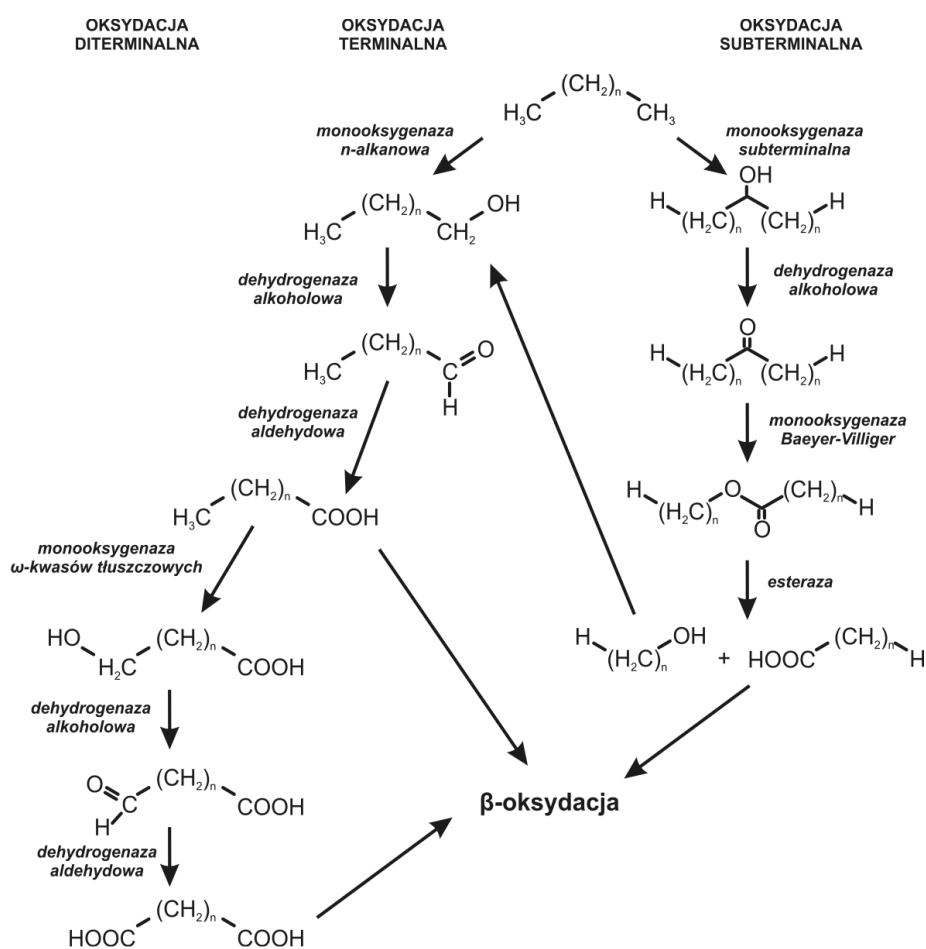 OKSYDACJA
DITERMINALNA
OKSYDACJA
TERMINALNA
OKSYDACJA
SUBTERMINALNA
H₃C (CH₂)ₙ CH₃
monooksygenaza
n-alkanowa
monooksygenaza
subterminalna
H₃C (CH₂)ₙ CH₂ OH
OH
H (H₂C)ₙ (CH₂)ₙ H
dehydrogenaza
alkoholowa
dehydrogenaza
alkoholowa
H₃C (CH₂)ₙ C O
H
O
H (H₂C)ₙ (CH₂)ₙ H
dehydrogenaza
aldehydowa
monooksygenaza
Baeyer-Villiger
H₃C (CH₂)ₙ COOH
H (H₂C)ₙ O (CH₂)ₙ H
O
monooksygenaza
ω-kwasów tłuszczowych
esteraza
HO H₂C (CH₂)ₙ COOH
H (H₂C)ₙ OH + HOOC (CH₂)ₙ H
dehydrogenaza
alkoholowa
O C (CH₂)ₙ COOH
H
β-oksydacja
dehydrogenaza
aldehydowa
HOOC (CH₂)ₙ COOH